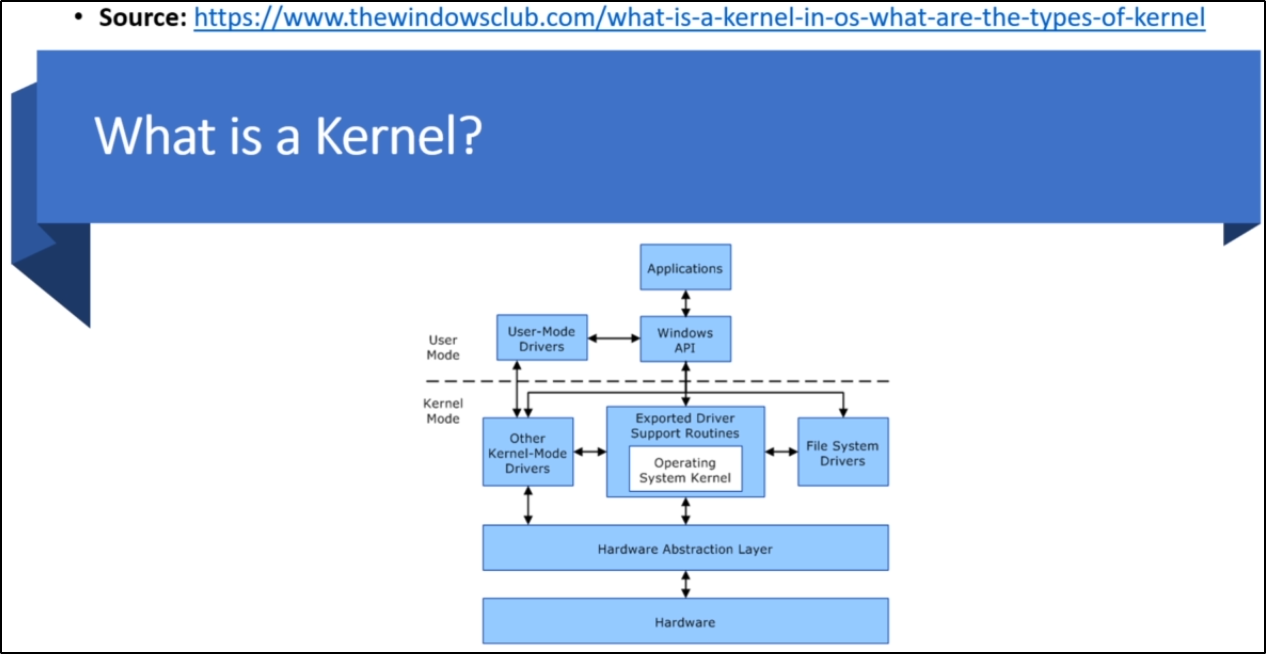 • Source: https://www.thewindowsclub.com/what-is-a-kernel-in-os-what-are-the-types-of-kernel
What is a Kernel?
Applications
User
Mode
User-Mode
Drivers
Windows
API
Kernel
Mode
Other
Kernel-Mode
Drivers
Exported Driver
Support Routines
Operating
System Kernel
File System
Drivers
Hardware Abstraction Layer
Hardware